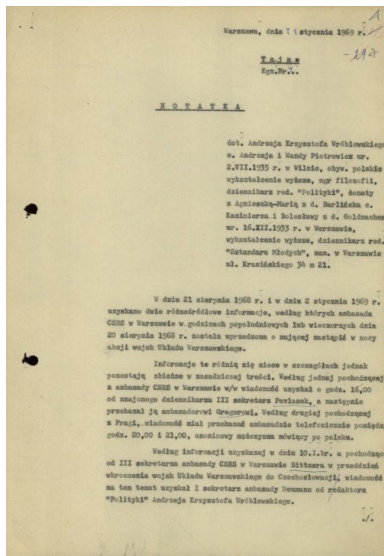 Warszawa, dnia 11 stycznia 1969 r.
T a j n e
Egz.Nr
- 29 -
N O T A T K A
dot. Andrzeja Krzysztofa Wróblewskiego
s. Andrzeja i Wandy Piotrowicz ur.
2.VII.1935 r. w Wilnie, obyw. polskie
wykształcenie wyższe, mgr filozofii,
dziennikarz red. "Polityki", żonaty
z Agnieszką-Marią z d. Barlińska c.
Kazimierza i Bolesławy z d. Goldmacher
ur. 16.XII.1933 r. w Warszawie,
wykształcenie wyższe, dziennikarz red.
"Sztandaru Młodych", zam. w Warszawie
ul. Krasińskiego 34 m 21.
W dniu 21 sierpnia 1968 r. i w dniu 2 stycznia 1969 r.
uzyskano dwie różnoźródłowe informacje, według których ambasada
CSRS w Warszawie w godzinach popołudniowych lub wieczornych dnia
20 sierpnia 1968 r. została uprzedzona o mającej nastąpić w nocy
akcji wojsk Układu Warszawskiego.
Informacje te różnią się nieco w szczegółach jednak
pozostają zbieżne w zasadniczej treści. Według jednej pochodzącej
z ambasady CSRS w Warszawie w/w wiadomość uzyskał o godz. 16,00
od znajomego dziennikarza III sekretarz Pavlasek, a następnie
przekazał ją ambasadorowi Gregorowi. Według drugiej pochodzącej
z Pragi, wiadomość miał przekazać ambasadzie telefonicznie pomiędzy
godz. 20,00 i 21,00, anonimowy mężczyzna mówiący po polsku.
Według informacji uzyskanej w dniu 10.I.br. a pochodzącej
od III sekretarza ambasady CSRS w Warszawie Bittnera w przeddzień
wkroczenia wojsk Układu Warszawskiego do Czechosłowacji, wiadomość
na ten temat uzyskał I sekretarz ambasady Neumann od redaktora
"Polityki" Andrzeja Krzysztofa Wróblewskiego.
./.